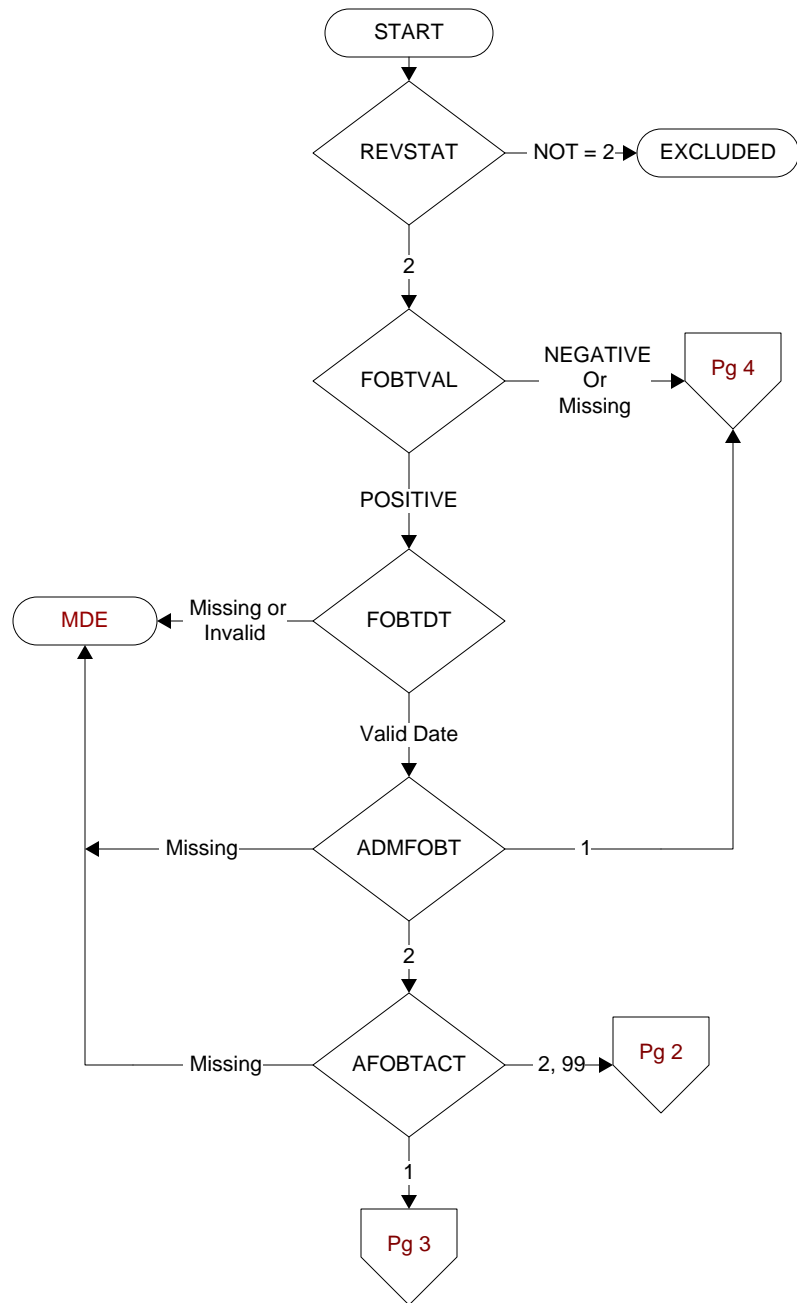 START
REVSTAT
NOT = 2
EXCLUDED
2
FOBTVAL
NEGATIVE
Or
Missing
Pg 4
POSITIVE
MDE
Missing or
Invalid
FOBTDT
Valid Date
Missing
ADMFOBT
1
2
Missing
AFOBTACT
2, 99
Pg 2
1
Pg 3